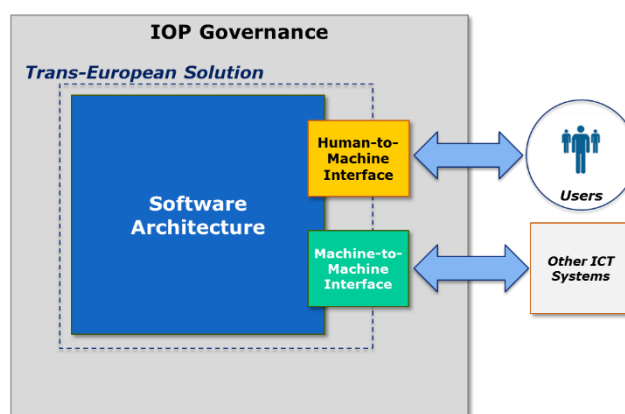 IOP Governance
Trans-European Solution
Software
Architecture
Human-to-
Machine
Interface
Machine-to-
Machine
Interface
Users
Other ICT
Systems